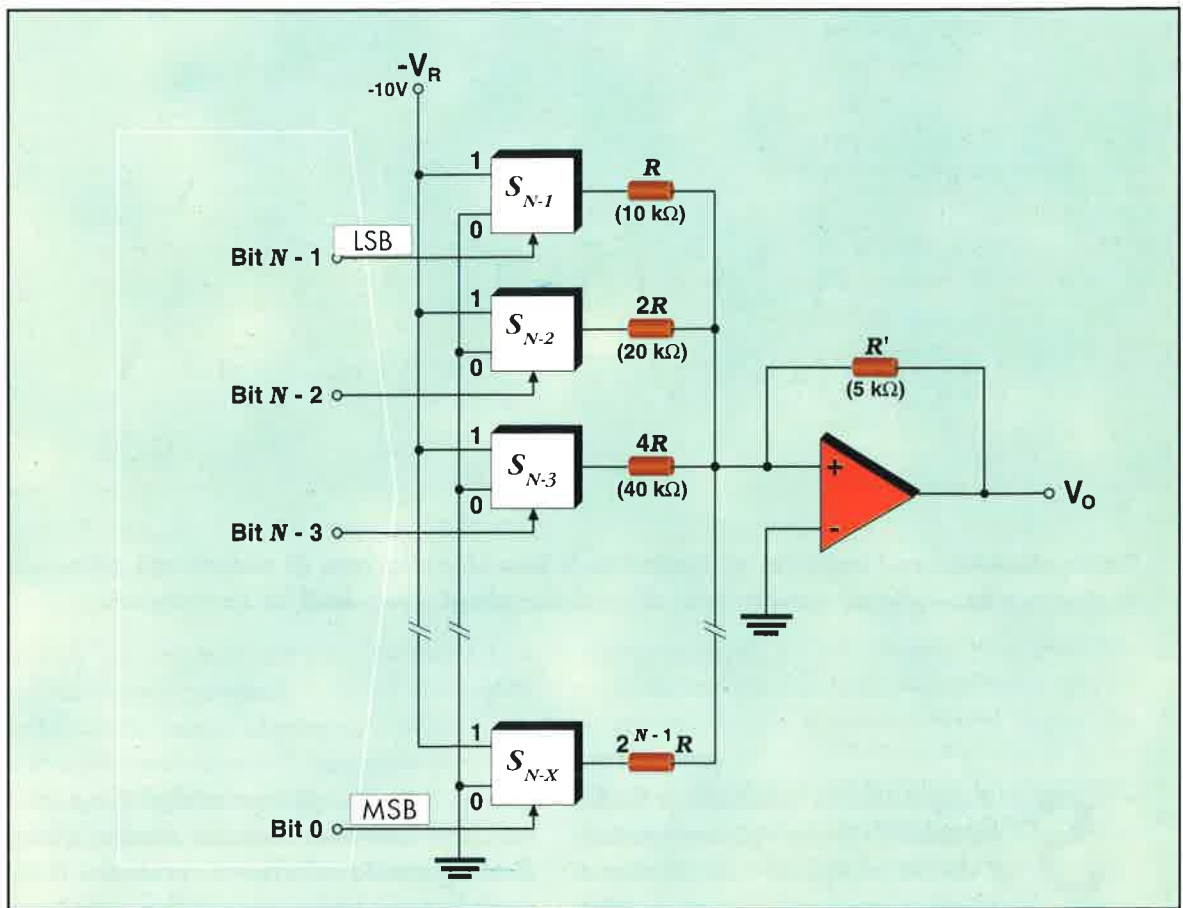 -V_R
-10V
1
S_N-1
0
R
(10 kΩ)
LSB
Bit N - 1
1
S_N-2
0
2R
(20 kΩ)
Bit N - 2
R'
(5 kΩ)
1
S_N-3
0
4R
(40 kΩ)
Bit N - 3
+
-
V_O
1
S_N-X
0
2^N-1 R
MSB
Bit 0